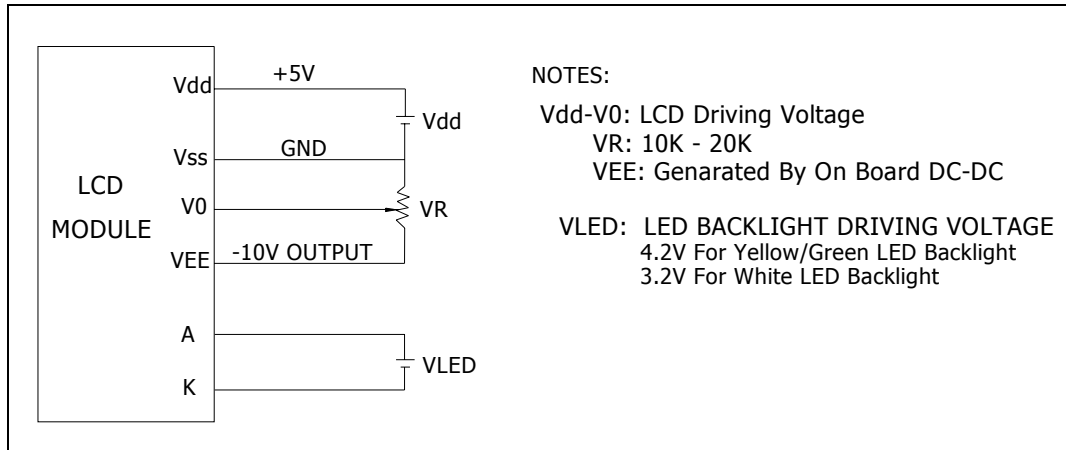 LCD
MODULE
Vdd
+5V
Vdd
Vss
GND
V0
VR
VEE
-10V OUTPUT
A
VLED
K
NOTES:
Vdd-V0: LCD Driving Voltage
VR: 10K - 20K
VEE: Genarated By On Board DC-DC
VLED: LED BACKLIGHT DRIVING VOLTAGE
4.2V For Yellow/Green LED Backlight
3.2V For White LED Backlight